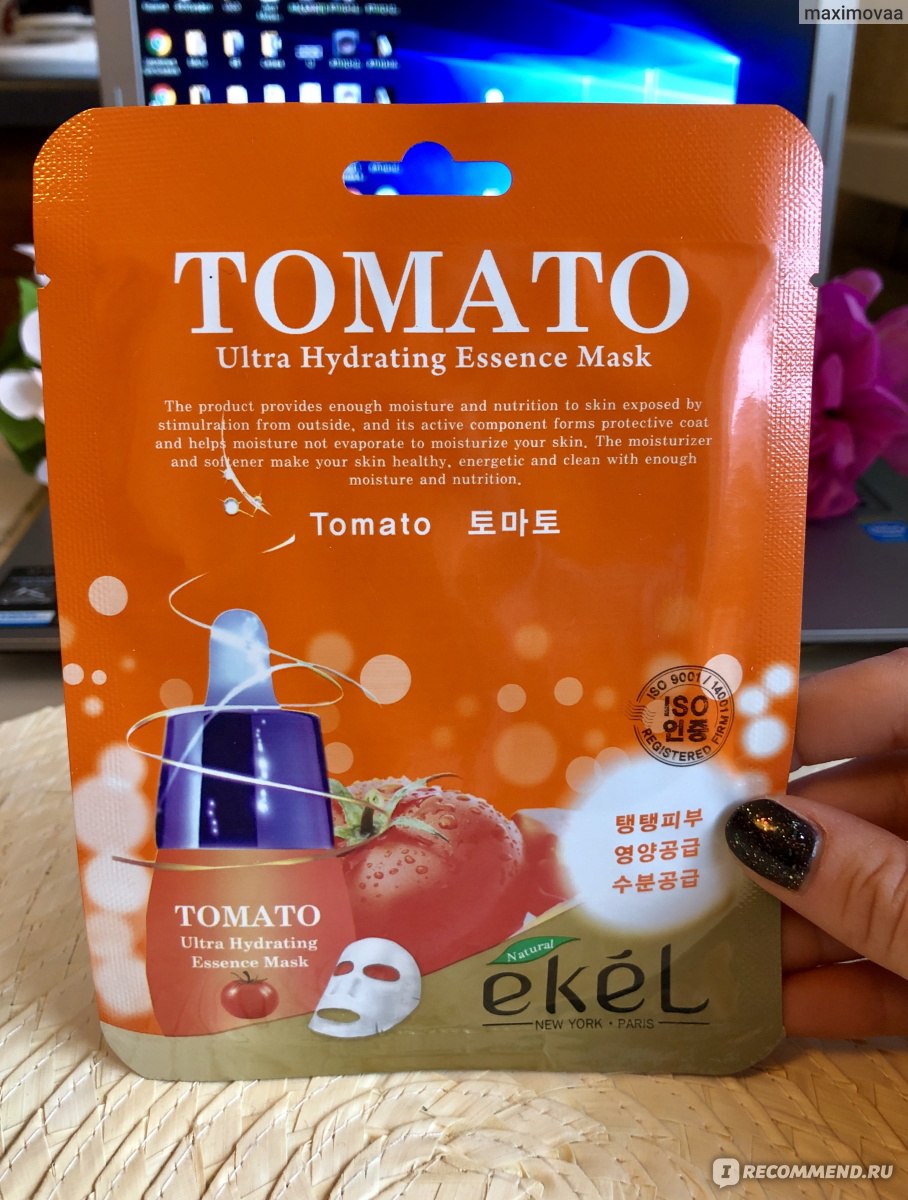 maximovaa
TOMATO
Ultra Hydrating Essence Mask
The product provides enough moisture and nutrition to skin exposed by
stimulration from outside, and its active component forms protective coat
and helps moisture not evaporate to moisturize your skin. The moisturizer
and softener make your skin healthy, energetic and clean with enough
moisture and nutrition.
Tomato 토마토
ISO 9001/1400
ISO
인증
REGISTERED FIRM
탱탱피부
영양공급
수분공급
TOMATO
Ultra Hydrating
Essence Mask
Natural
ekéL
NEW YORK • PARIS
IRECOMMEND.RU